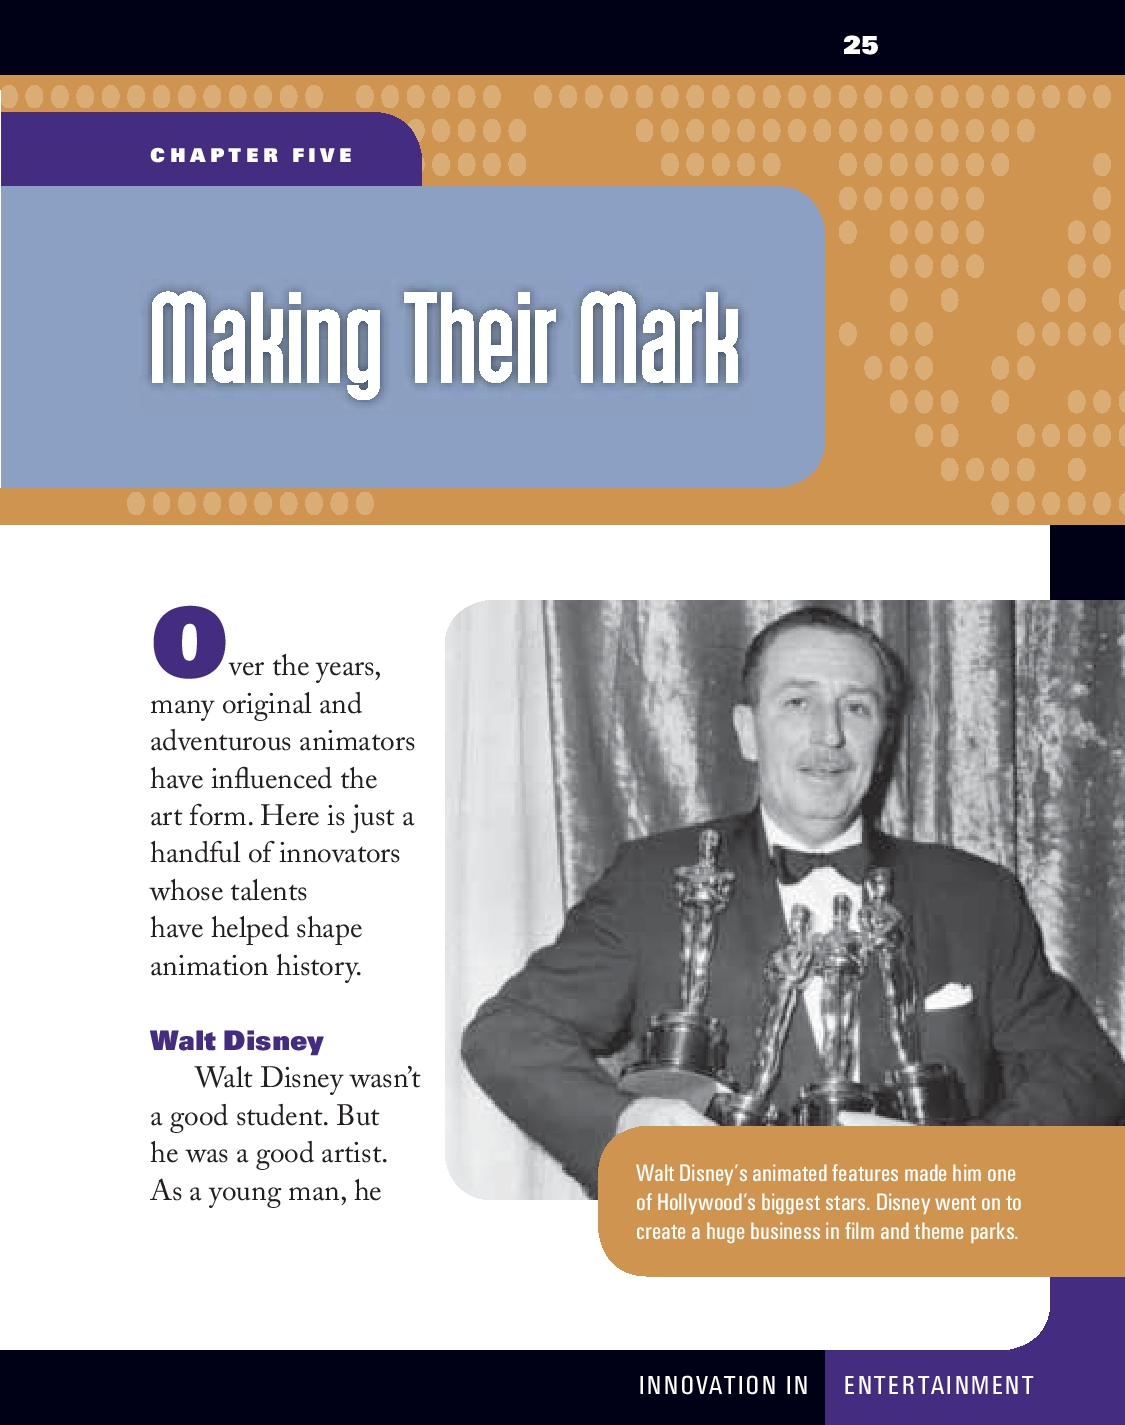 25
CHAPTER FIVE
Making Their Mark
Over the years,
many original and
adventurous animators
have influenced the
art form. Here is just a
handful of innovators
whose talents
have helped shape
animation history.
Walt Disney
Walt Disney wasn’t
a good student. But
he was a good artist.
As a young man, he
Walt Disney’s animated features made him one
of Hollywood’s biggest stars. Disney went on to
create a huge business in film and theme parks.
INNOVATION IN ENTERTAINMENT